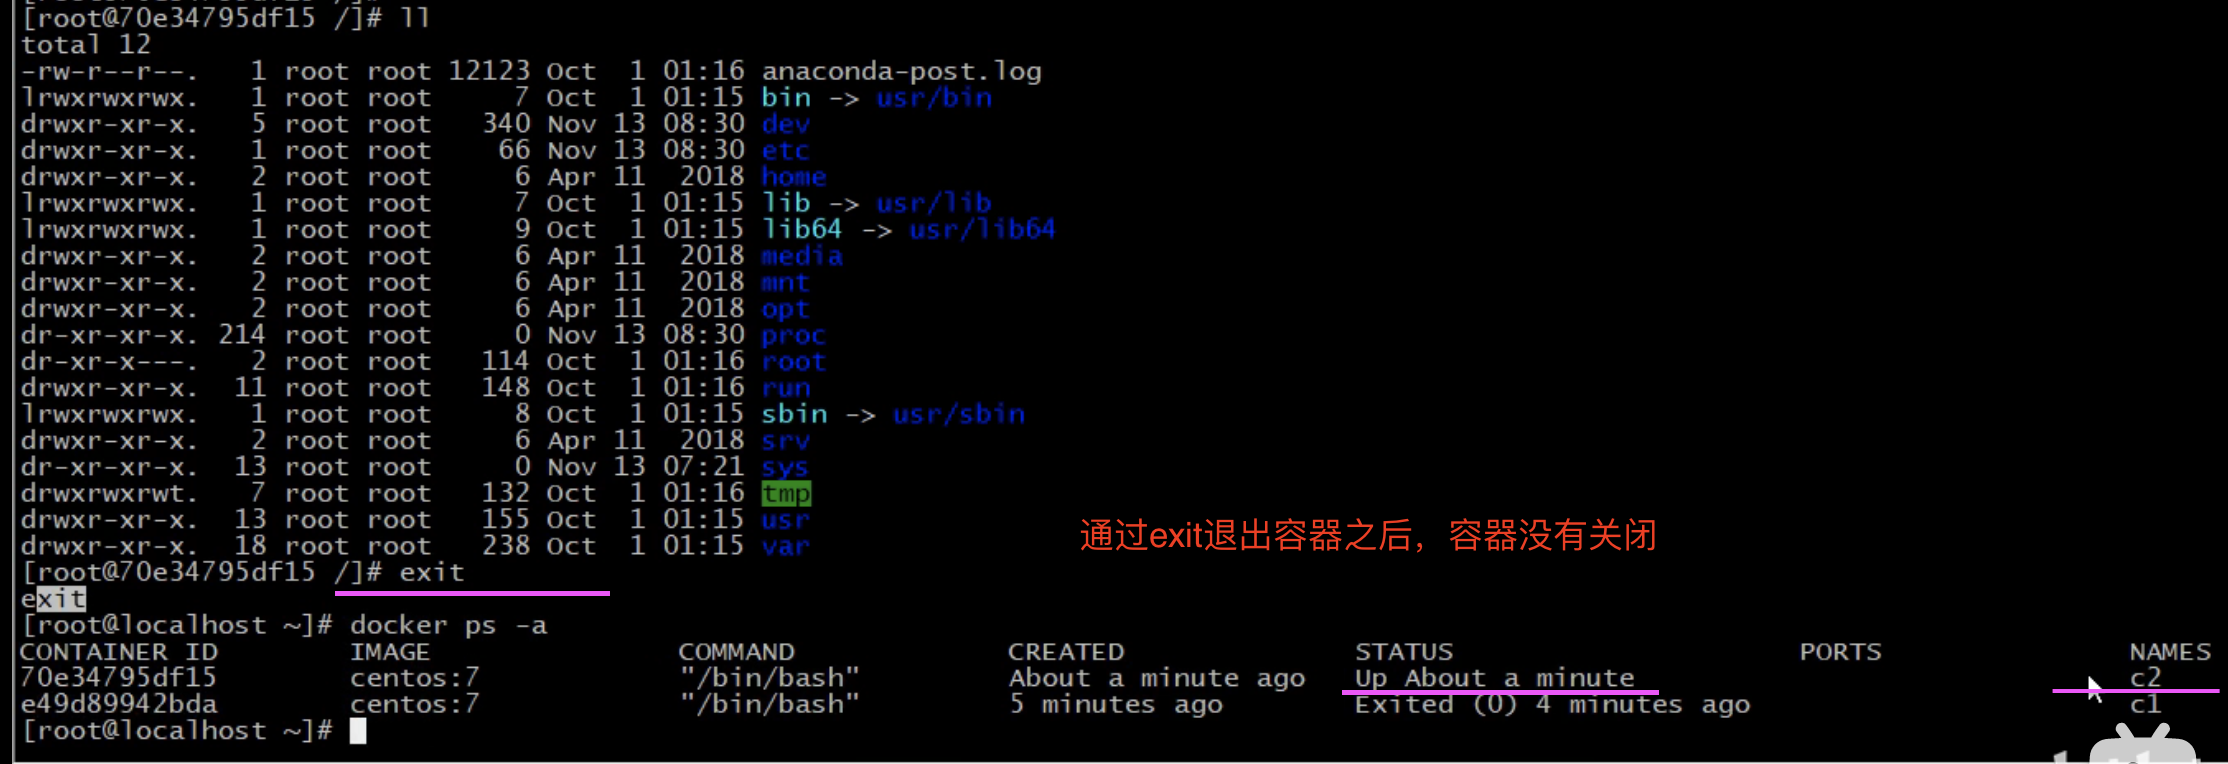 [root@70e34795df15 /]# ll
total 12
-rw-r--r--.   1 root root 12123 Oct  1 01:16 anaconda-post.log
lrwxrwxrwx.   1 root root     7 Oct  1 01:15 bin -> usr/bin
drwxr-xr-x.   5 root root   340 Nov 13 08:30 dev
drwxr-xr-x.   1 root root    66 Nov 13 08:30 etc
drwxr-xr-x.   2 root root     6 Apr 11  2018 home
lrwxrwxrwx.   1 root root     7 Oct  1 01:15 lib -> usr/lib
lrwxrwxrwx.   1 root root     9 Oct  1 01:15 lib64 -> usr/lib64
drwxr-xr-x.   2 root root     6 Apr 11  2018 media
drwxr-xr-x.   2 root root     6 Apr 11  2018 mnt
drwxr-xr-x.   2 root root     6 Apr 11  2018 opt
dr-xr-xr-x. 214 root root     0 Nov 13 08:30 proc
dr-xr-x---.   2 root root   114 Oct  1 01:16 root
drwxr-xr-x.  11 root root   148 Oct  1 01:16 run
lrwxrwxrwx.   1 root root     8 Oct  1 01:15 sbin -> usr/sbin
drwxr-xr-x.   2 root root     6 Apr 11  2018 srv
dr-xr-xr-x.  13 root root     0 Nov 13 07:21 sys
drwxrwxrwt.   7 root root   132 Oct  1 01:16 tmp
drwxr-xr-x.  13 root root   155 Oct  1 01:15 usr
通过exit退出容器之后，容器没有关闭
drwxr-xr-x.  18 root root   238 Oct  1 01:15 var
[root@70e34795df15 /]# exit
exit
[root@localhost ~]# docker ps -a
CONTAINER ID        IMAGE               COMMAND             CREATED              STATUS                     PORTS               NAMES
70e34795df15        centos:7            "/bin/bash"         About a minute ago   Up About a minute                              c2
e49d89942bda        centos:7            "/bin/bash"         5 minutes ago        Exited (0) 4 minutes ago                       c1
[root@localhost ~]#